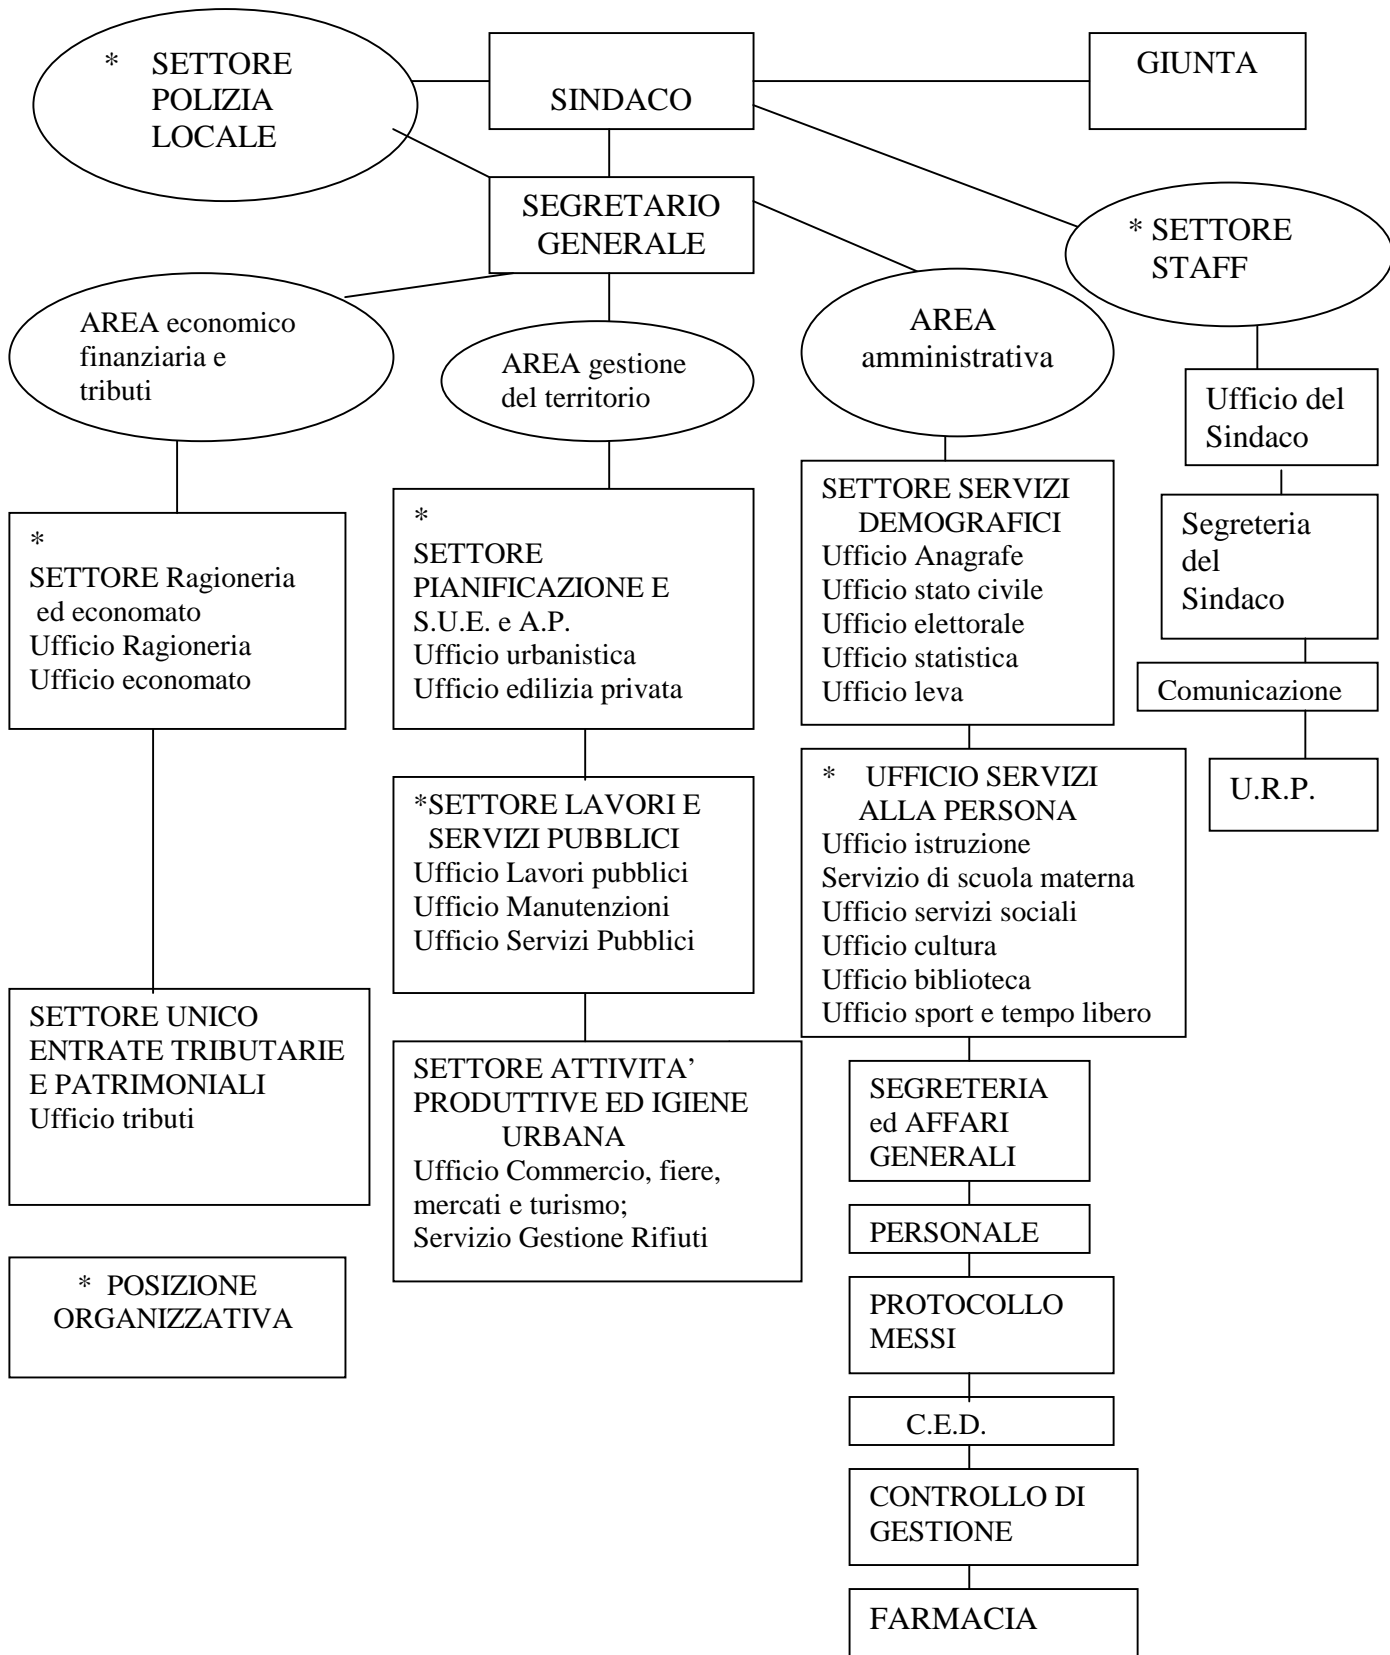 * SETTORE
POLIZIA
LOCALE
SINDACO
GIUNTA
SEGRETARIO
GENERALE
* SETTORE
STAFF
AREA economico
finanziaria e
tributi
AREA gestione
del territorio
AREA
amministrativa
Ufficio del
Sindaco
Segreteria
del
Sindaco
Comunicazione
U.R.P.
*
SETTORE Ragioneria
ed economato
Ufficio Ragioneria
Ufficio economato
SETTORE UNICO
ENTRATE TRIBUTARIE
E PATRIMONIALI
Ufficio tributi
* POSIZIONE
ORGANIZZATIVA
*
SETTORE
PIANIFICAZIONE E
S.U.E. e A.P.
Ufficio urbanistica
Ufficio edilizia privata
*SETTORE LAVORI E
SERVIZI PUBBLICI
Ufficio Lavori pubblici
Ufficio Manutenzioni
Ufficio Servizi Pubblici
SETTORE ATTIVITA’
PRODUTTIVE ED IGIENE
URBANA
Ufficio Commercio, fiere,
mercati e turismo;
Servizio Gestione Rifiuti
SETTORE SERVIZI
DEMOGRAFICI
Ufficio Anagrafe
Ufficio stato civile
Ufficio elettorale
Ufficio statistica
Ufficio leva
* UFFICIO SERVIZI
ALLA PERSONA
Ufficio istruzione
Servizio di scuola materna
Ufficio servizi sociali
Ufficio cultura
Ufficio biblioteca
Ufficio sport e tempo libero
SEGRETERIA
ed AFFARI
GENERALI
PERSONALE
PROTOCOLLO
MESSI
C.E.D.
CONTROLLO DI
GESTIONE
FARMACIA